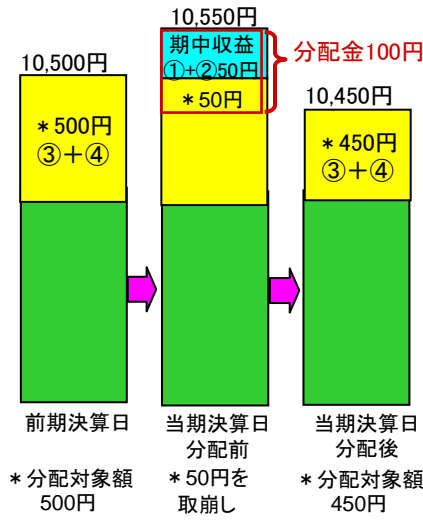 10,550円
期中収益
①+②50円
分配金100円
10,500円
*50円
10,450円
*500円
③+④
*450円
③+④
前期決算日
当期決算日
分配前
当期決算日
分配後
*分配対象額
500円
*50円を
取崩し
*分配対象額
450円